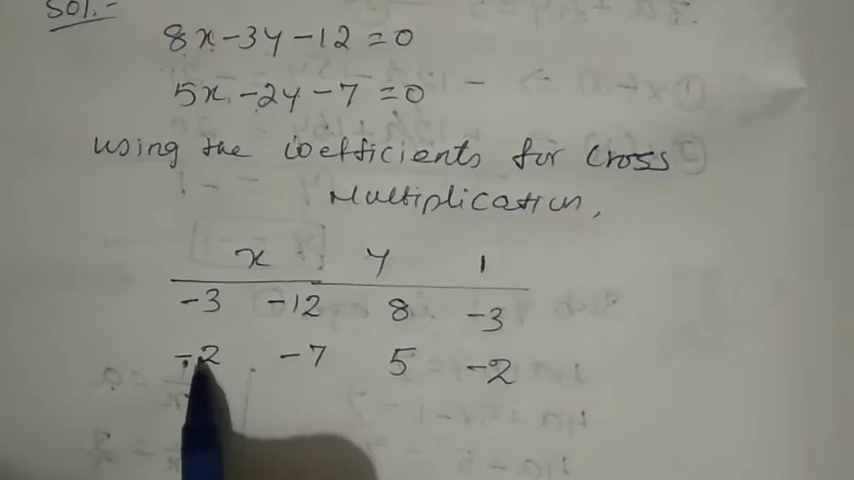 Sol:-
8x-3y-12=0
5x-2y-7=0
using the coefficients for cross
Multiplication,
x y 1
-3 -12 8 -3
-2 -7 5 -2